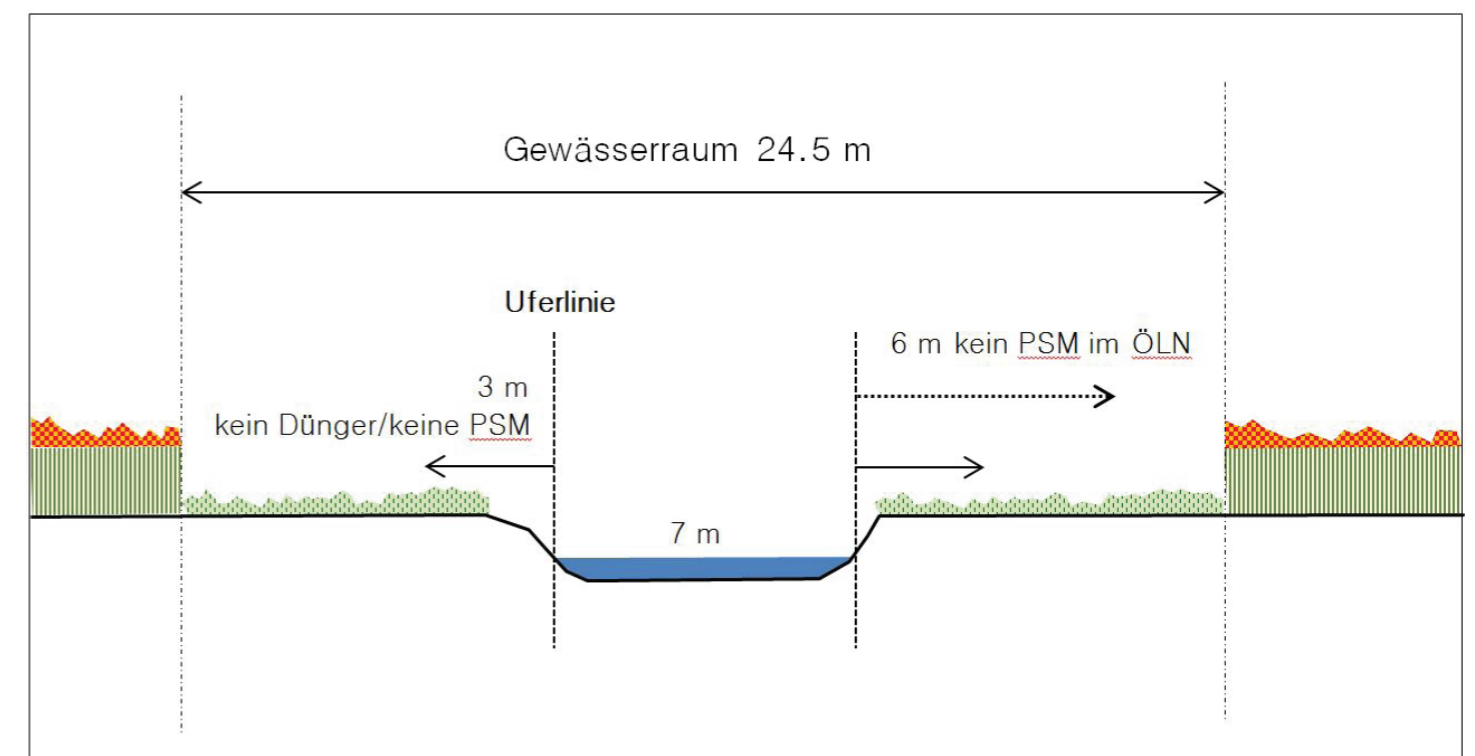 Gewässerraum 24.5 m
Uferlinie
6 m kein PSM im ÖLN
3 m
kein Dünger/keine PSM
7 m